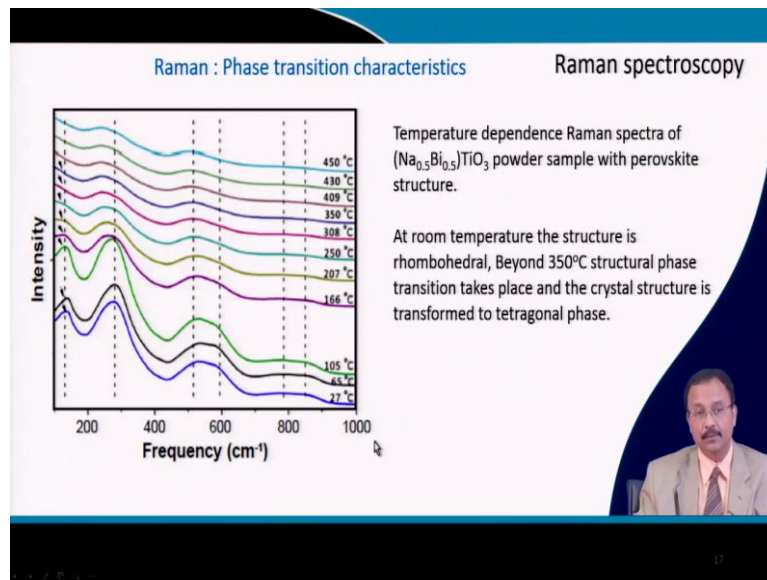 Raman : Phase transition characteristics
Raman spectroscopy
450 °C
430 °C
409 °C
350 °C
308 °C
250 °C
207 °C
166 °C
105 °C
65 °C
27 °C
Intensity
200 400 600 800 1000
Frequency (cm⁻¹)
Temperature dependence Raman spectra of
(Na₀.₅Bi₀.₅)TiO₃ powder sample with perovskite
structure.
At room temperature the structure is
rhombohedral, Beyond 350⁰C structural phase
transition takes place and the crystal structure is
transformed to tetragonal phase.
17